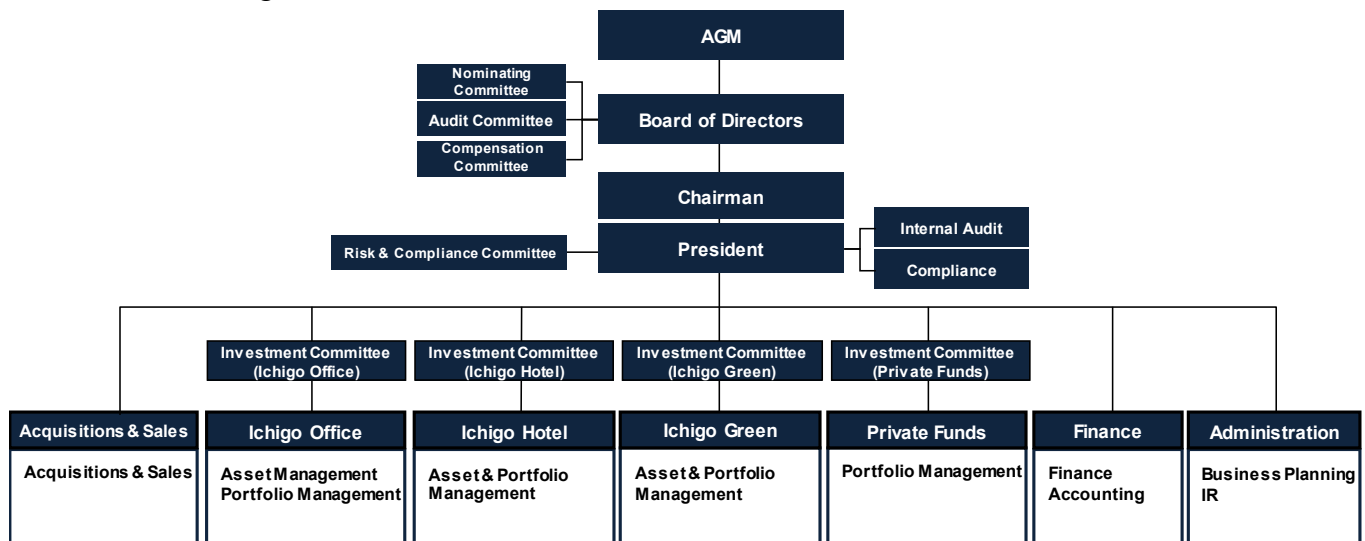 AGM
Nominating
Committee
Audit Committee
Board of Directors
Compensation
Committee
Chairman
Risk & Compliance Committee
President
Internal Audit
Compliance
Investment Committee
(Ichigo Office)
Investment Committee
(Ichigo Hotel)
Investment Committee
(Ichigo Green)
Investment Committee
(Private Funds)
Acquisitions & Sales
Ichigo Office
Ichigo Hotel
Ichigo Green
Private Funds
Finance
Administration
Acquisitions & Sales
Asset Management
Portfolio Management
Asset & Portfolio
Management
Asset & Portfolio
Management
Portfolio Management
Finance
Accounting
Business Planning
IR